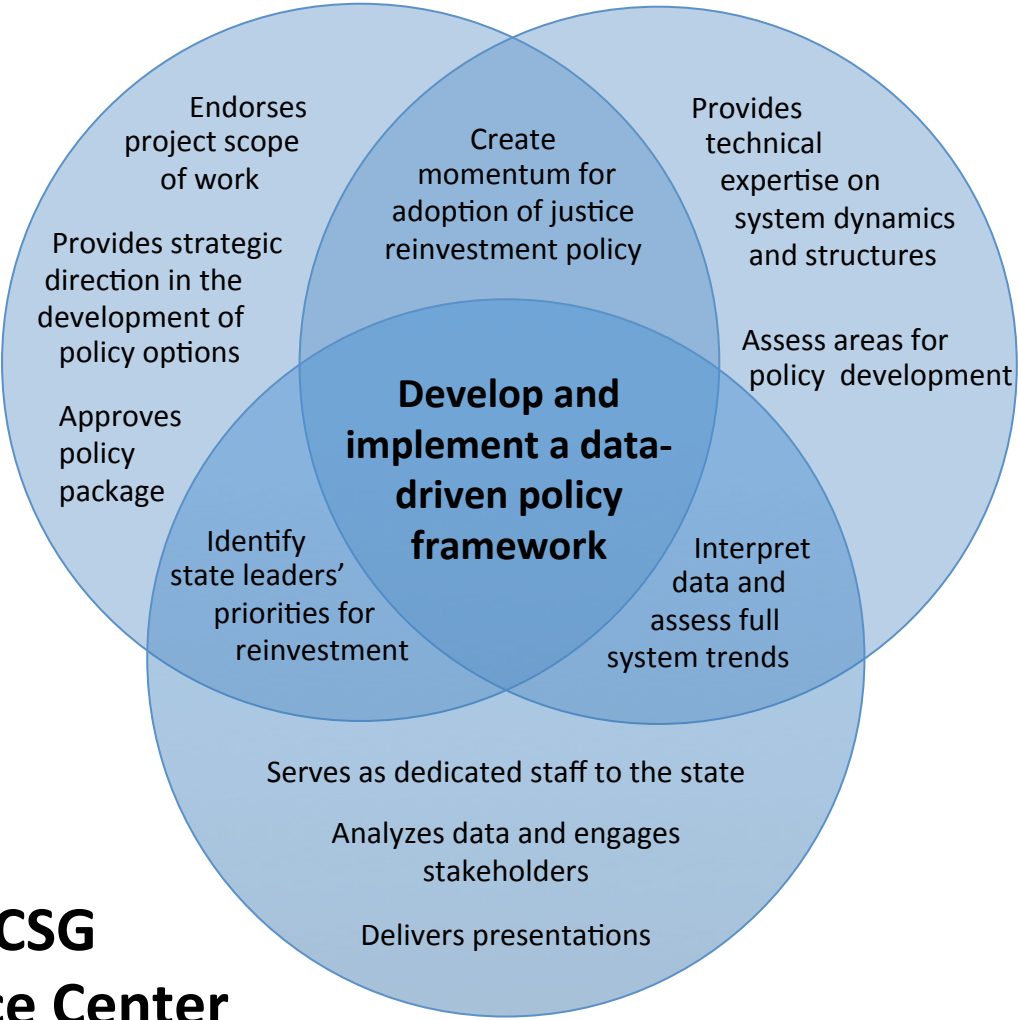 Endorses
project scope
of work
Provides strategic
direction in the
development of
policy options
Approves
policy
package
Create
momentum for
adoption of justice
reinvestment policy
Provides
technical
expertise on
system dynamics
and structures
Assess areas for
policy development
Develop and
implement a data-
driven policy
framework
Identify
state leaders’
priorities for
reinvestment
Interpret
data and
assess full
system trends
Serves as dedicated staff to the state
Analyzes data and engages
stakeholders
Delivers presentations
CSG
Center